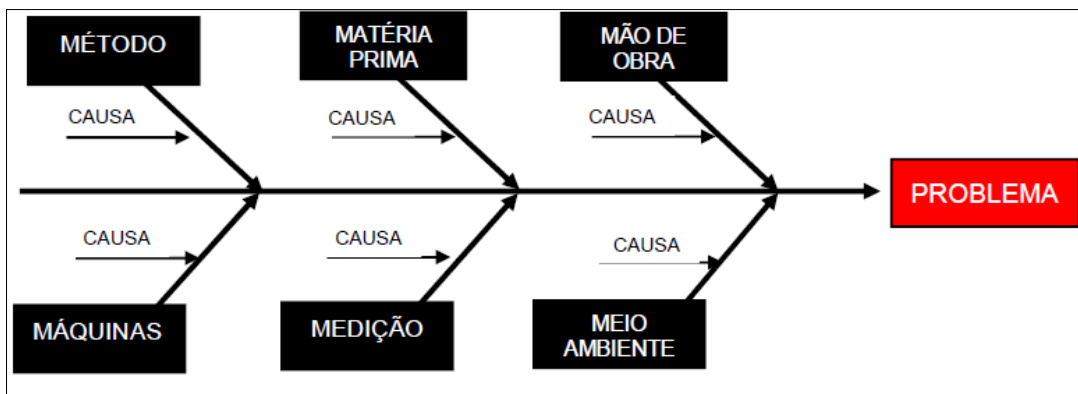 MÉTODO
MATÉRIA
PRIMA
MÃO DE
OBRA
CAUSA
CAUSA
CAUSA
PROBLEMA
CAUSA
CAUSA
CAUSA
MÁQUINAS
MEDIÇÃO
MEIO
AMBIENTE